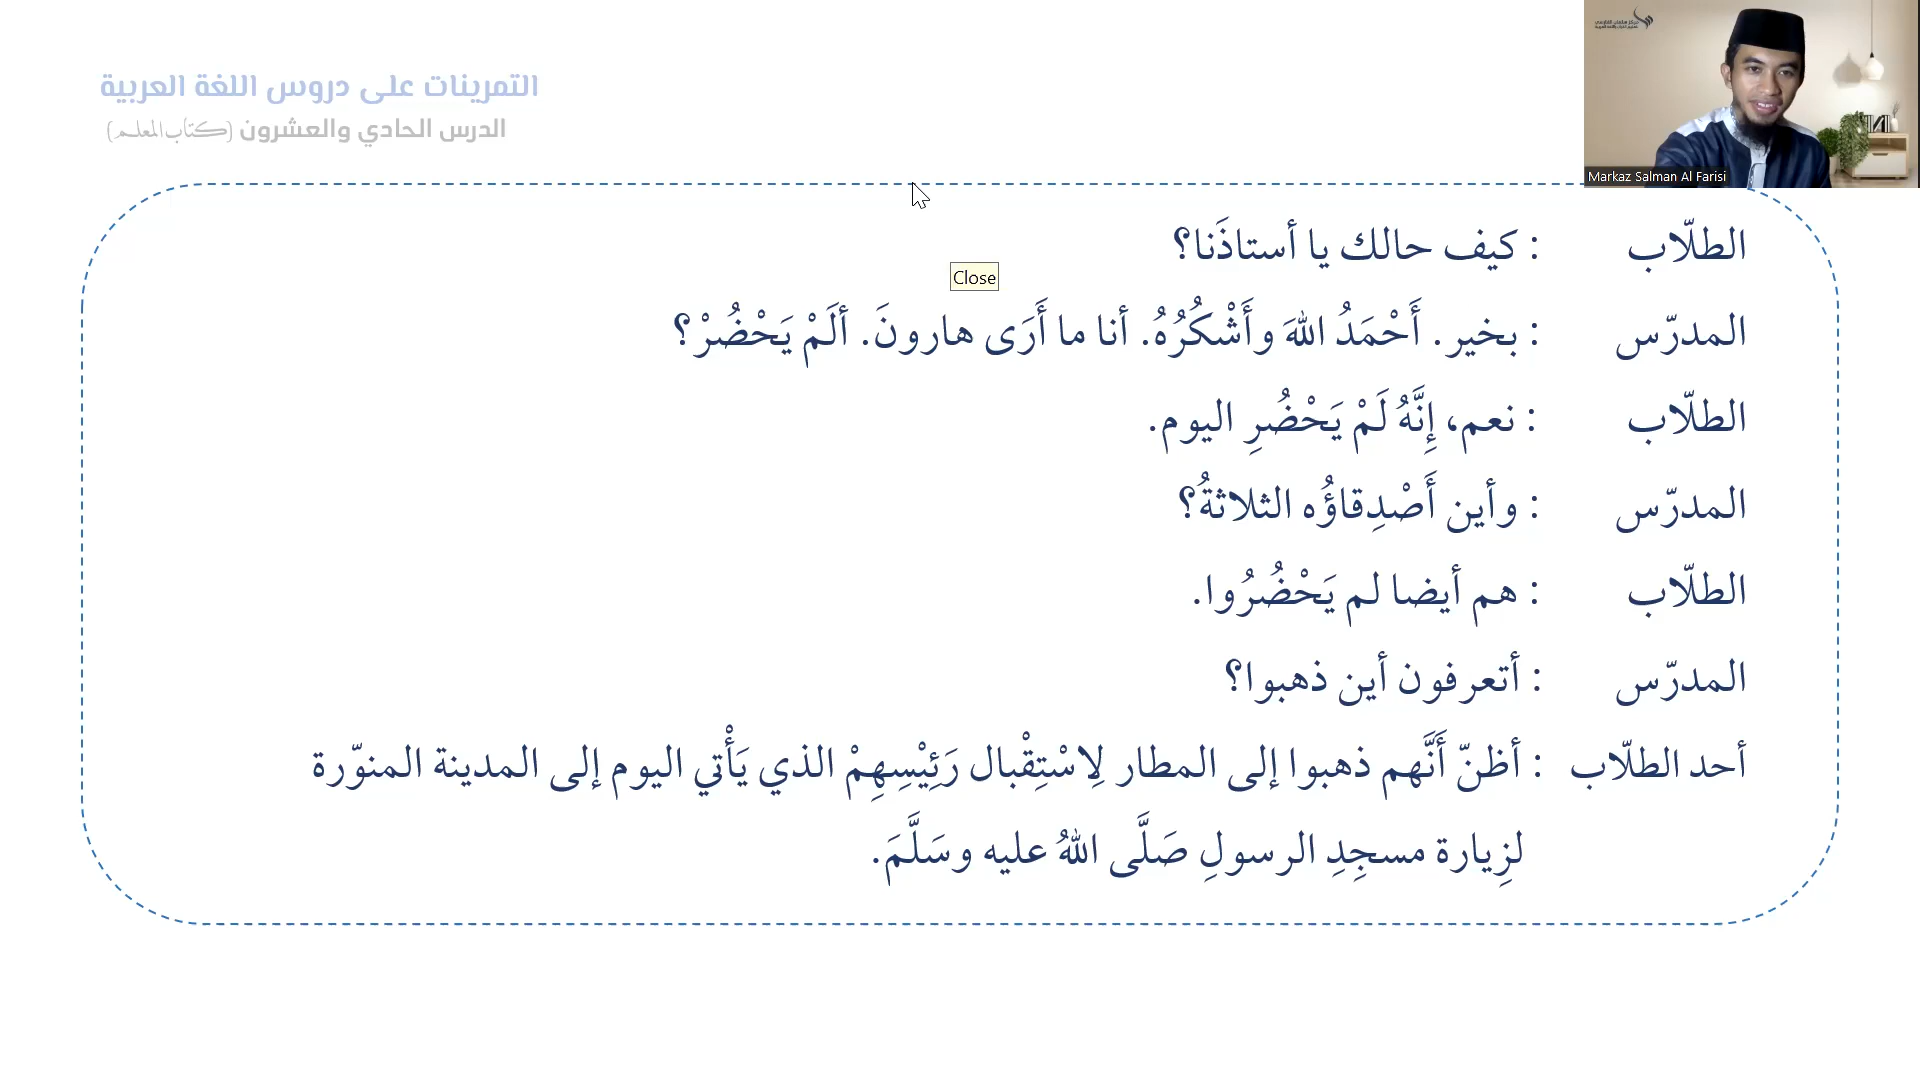 التمرينات على دروس اللغة العربية
الدرس الحادي والعشرون (كتاب المعلم)
Markaz Salman Al Farisi
الطلّاب : كيف حالك يا أستاذَنا؟
Close
المدرّس : بخير. أَحْمَدُ اللهَ وأَشْكُرُهُ. أنا ما أَرَى هارونَ. ألَمْ يَحْضُرْ؟
الطلّاب : نعم، إِنَّهُ لَمْ يَحْضُرِ اليوم.
المدرّس : وأين أَصْدِقاؤُه الثلاثةُ؟
الطلّاب : هم أيضا لم يَحْضُرُوا.
المدرّس : أتعرفون أين ذهبوا؟
أحد الطلّاب : أظنّ أَنَّهم ذهبوا إلى المطار لِاسْتِقْبال رَئِيْسِهِمْ الذي يَأْتي اليوم إلى المدينة المنوّرة
لزِيارة مسجِدِ الرسولِ صَلَّى اللهُ عليه وسَلَّمَ.